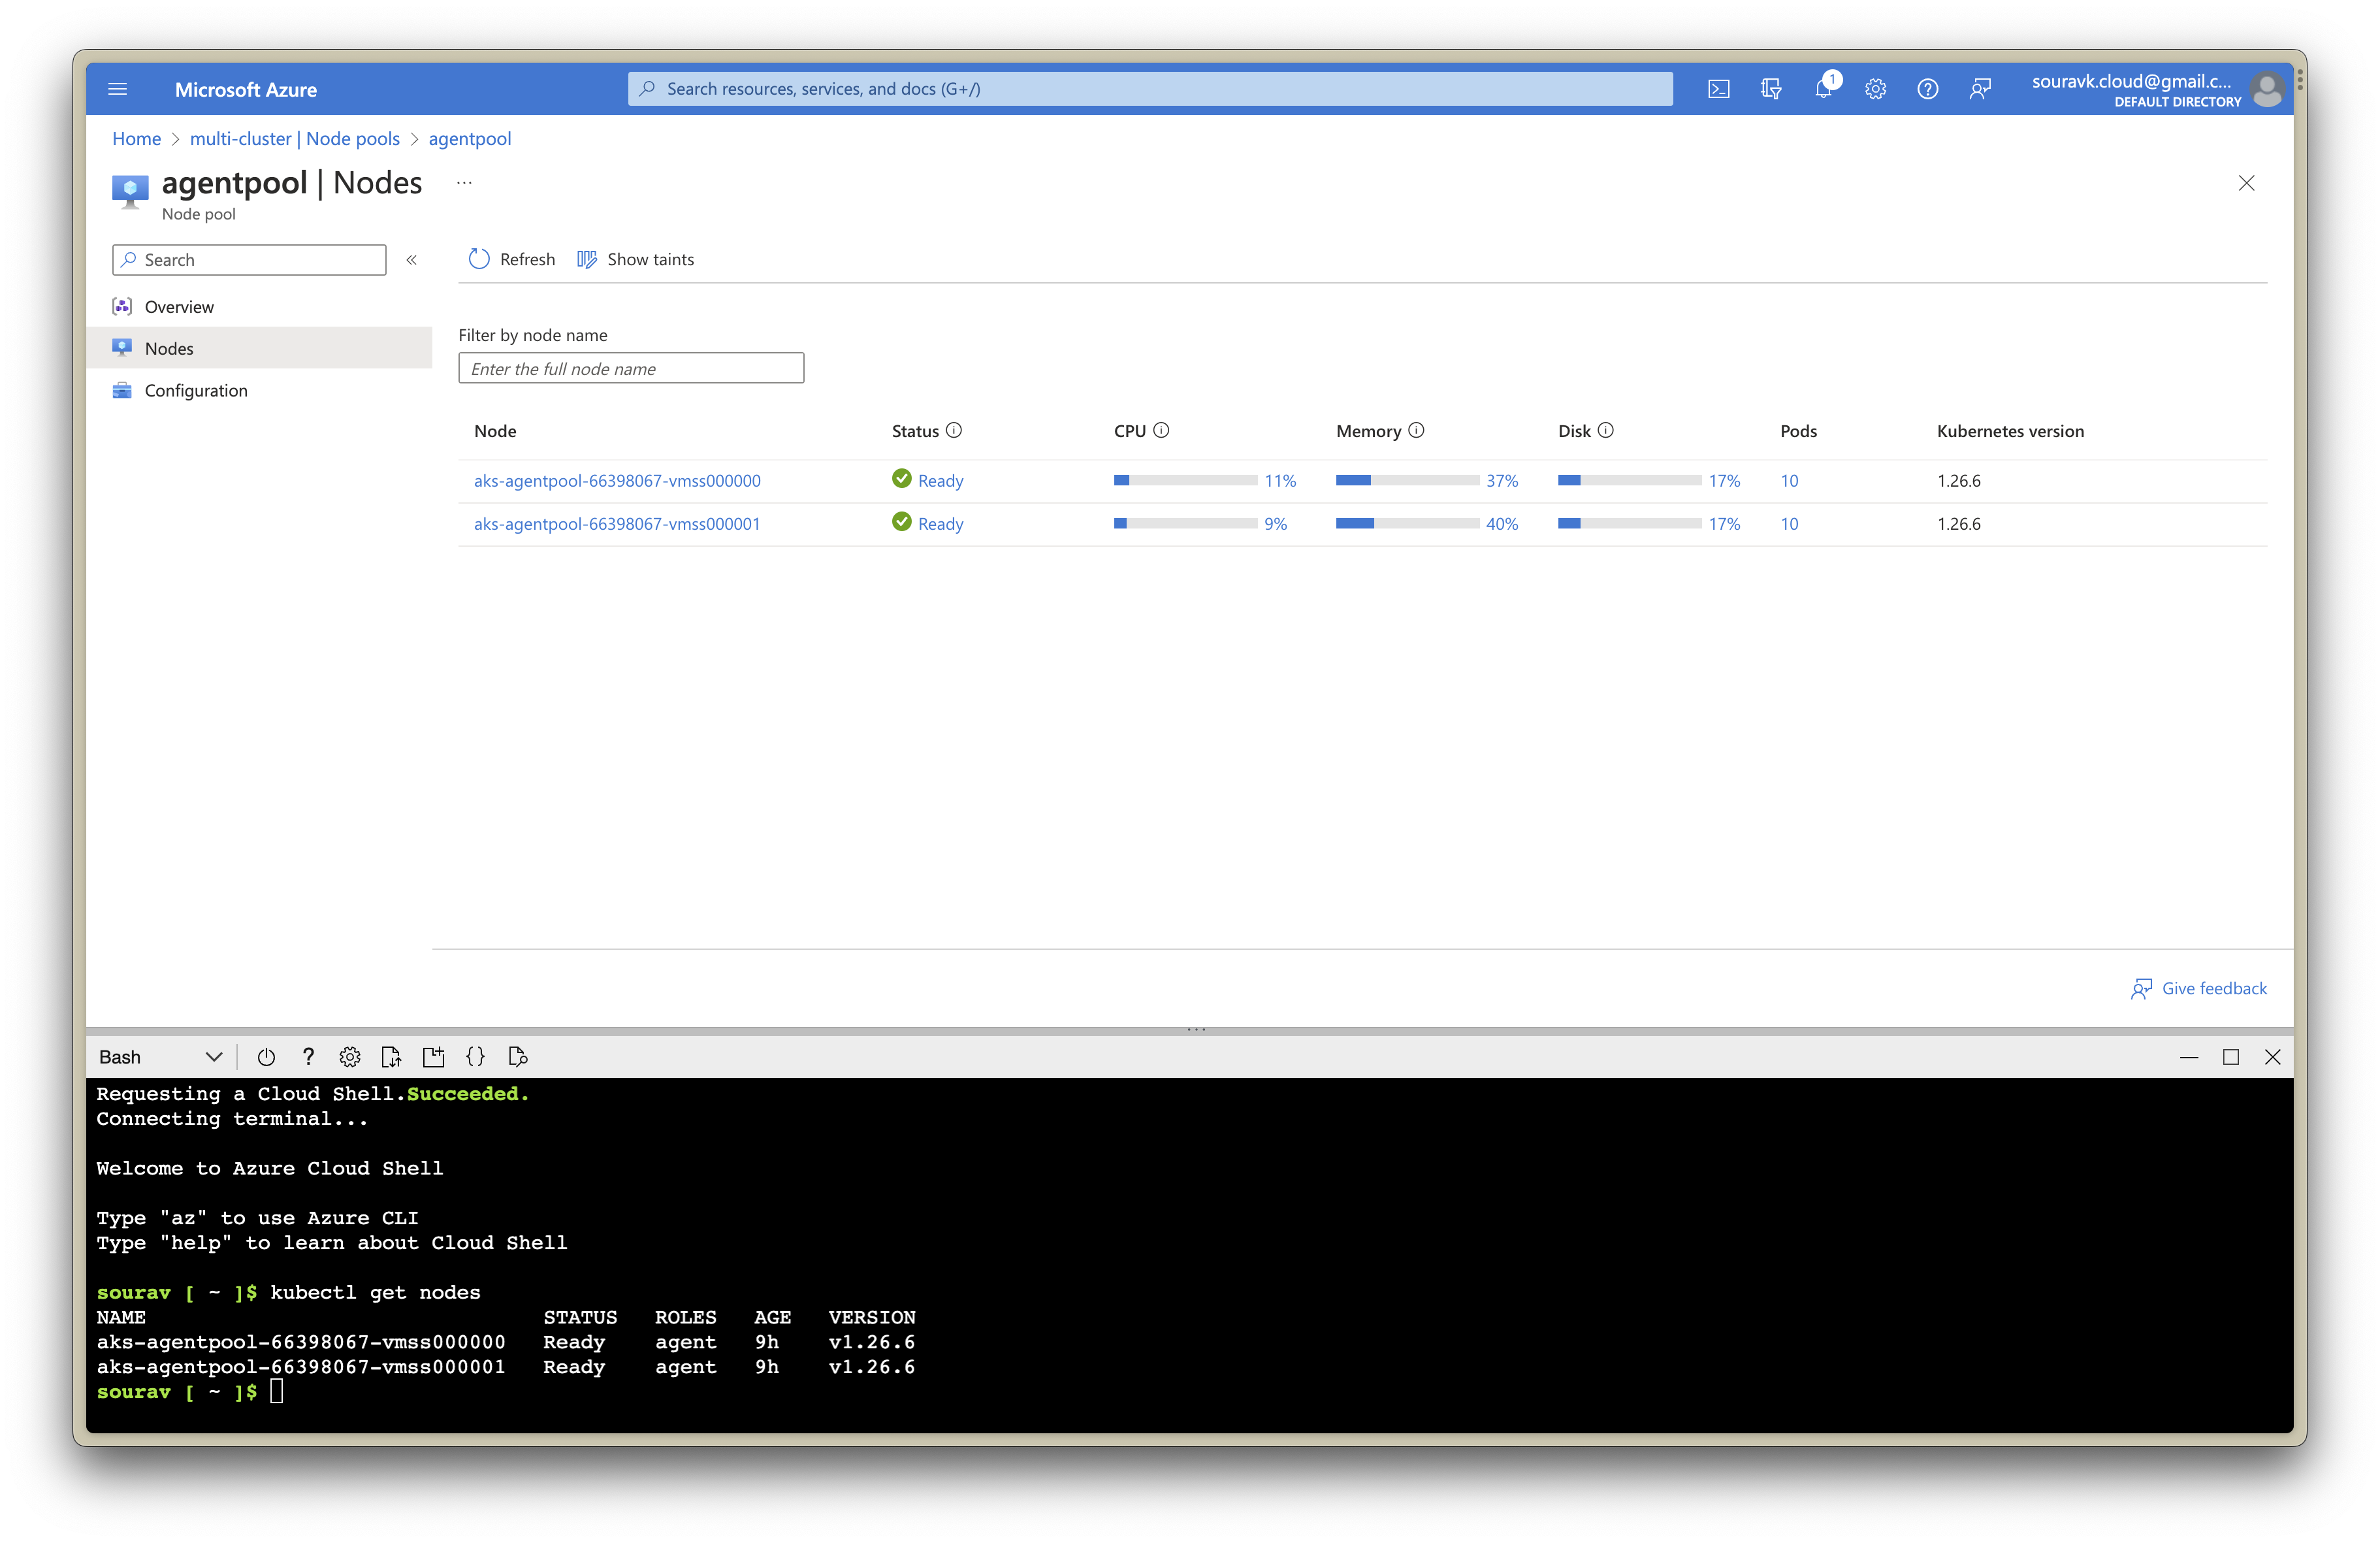 Microsoft Azure
Search resources, services, and docs (G+/)
1
souravk.cloud@gmail.c...
DEFAULT DIRECTORY
Home > multi-cluster | Node pools > agentpool
agentpool | Nodes ...
Node pool
Search «
Refresh Show taints
Overview
Nodes
Configuration
Filter by node name
Enter the full node name
Node Status CPU Memory Disk Pods Kubernetes version
aks-agentpool-66398067-vmss000000 Ready 11% 37% 17% 10 1.26.6
aks-agentpool-66398067-vmss000001 Ready 9% 40% 17% 10 1.26.6
Give feedback
Bash
Requesting a Cloud Shell.Succeeded.
Connecting terminal...
Welcome to Azure Cloud Shell
Type "az" to use Azure CLI
Type "help" to learn about Cloud Shell
sourav [ ~ ]$ kubectl get nodes
NAME STATUS ROLES AGE VERSION
aks-agentpool-66398067-vmss000000 Ready agent 9h v1.26.6
aks-agentpool-66398067-vmss000001 Ready agent 9h v1.26.6
sourav [ ~ ]$